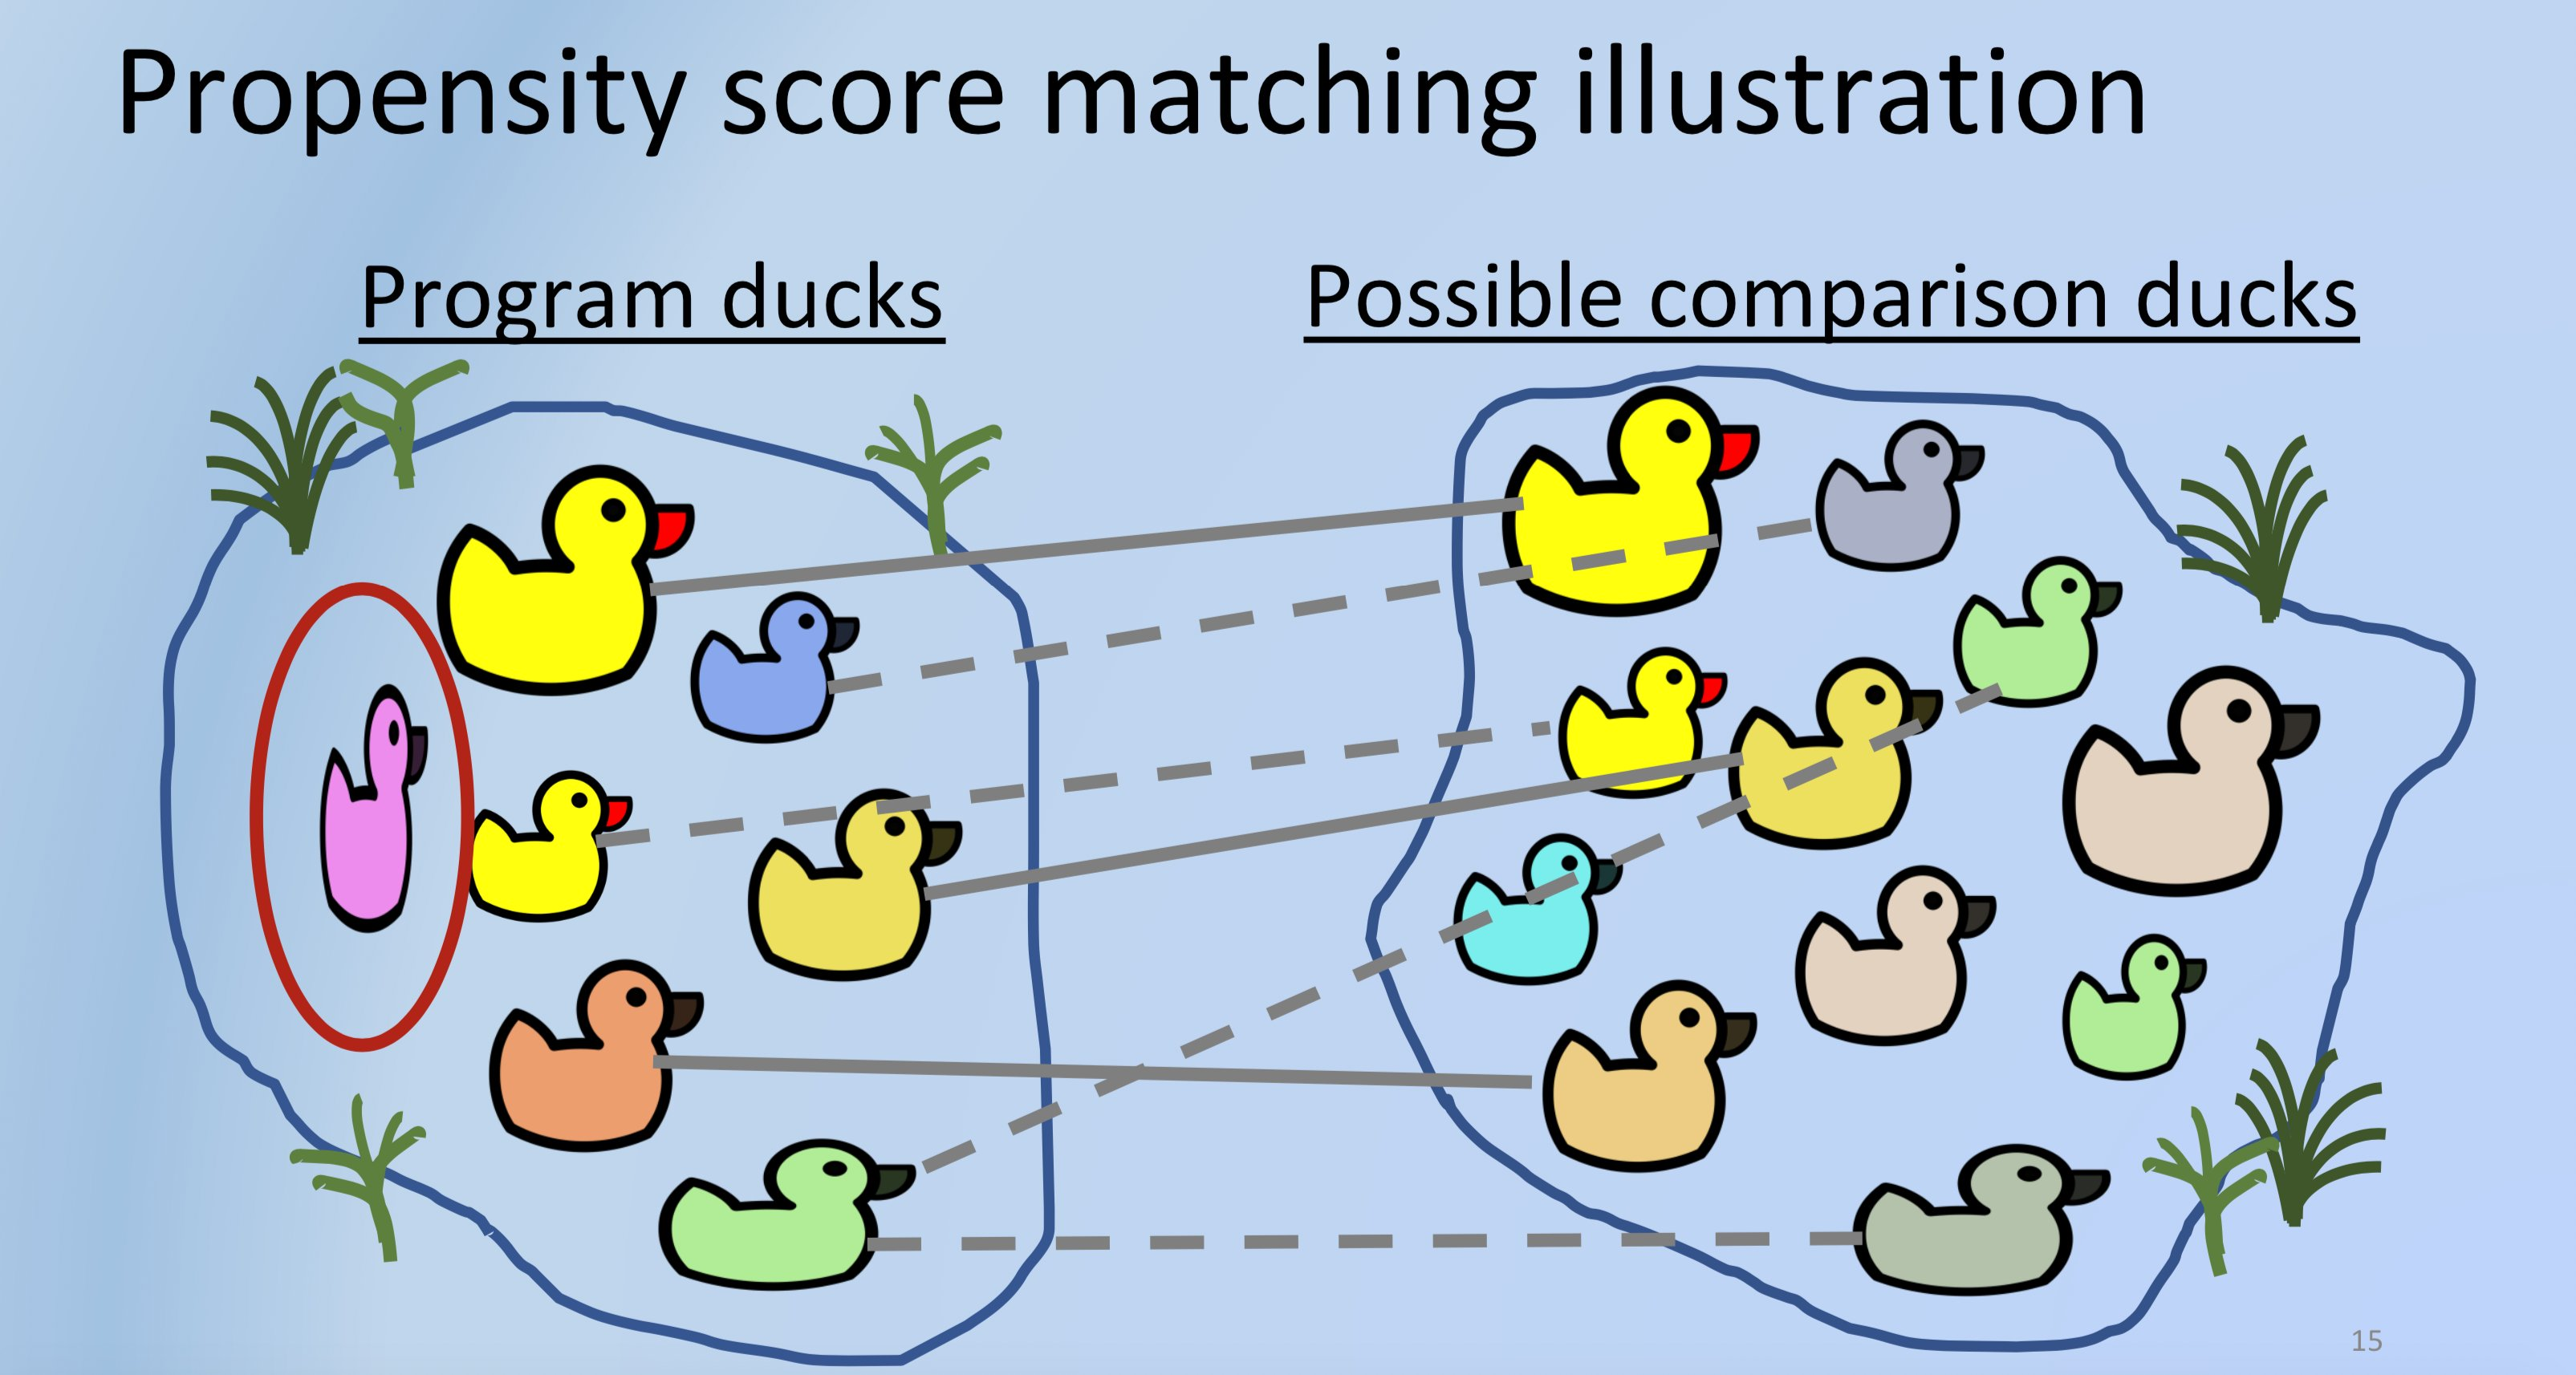 Propensity score matching illustration
Program ducks
Possible comparison ducks
15